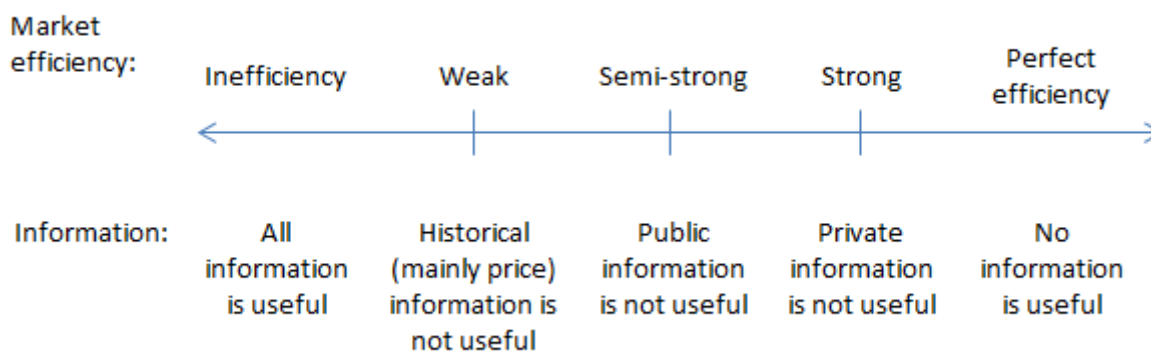 Market
efficiency:
Inefficiency
Weak
Semi-strong
Strong
Perfect
efficiency
Information:
All
information
is useful
Historical
(mainly price)
information is
not useful
Public
information
is not useful
Private
information
is not useful
No
information
is useful